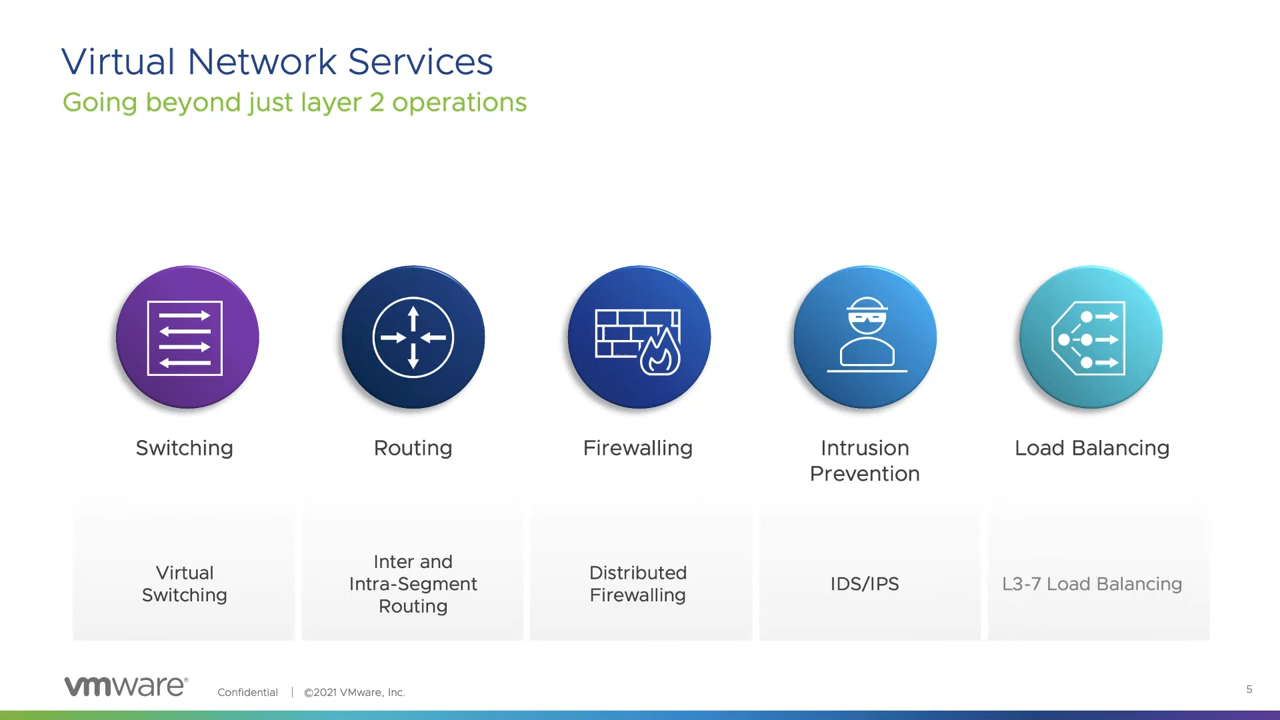 Virtual Network Services
Going beyond just layer 2 operations
Switching
Routing
Firewalling
Intrusion
Prevention
Load Balancing
Virtual
Switching
Inter and
Intra-Segment
Routing
Distributed
Firewalling
IDS/IPS
L3-7 Load Balancing
vmware®
Confidential | ©2021 VMware, Inc.
5